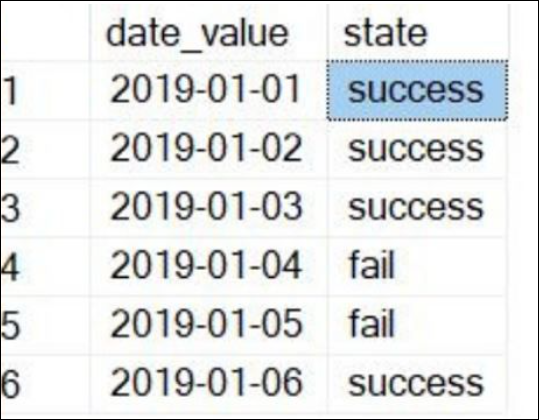 date_value state
1 2019-01-01 success
2 2019-01-02 success
3 2019-01-03 success
4 2019-01-04 fail
5 2019-01-05 fail
6 2019-01-06 success